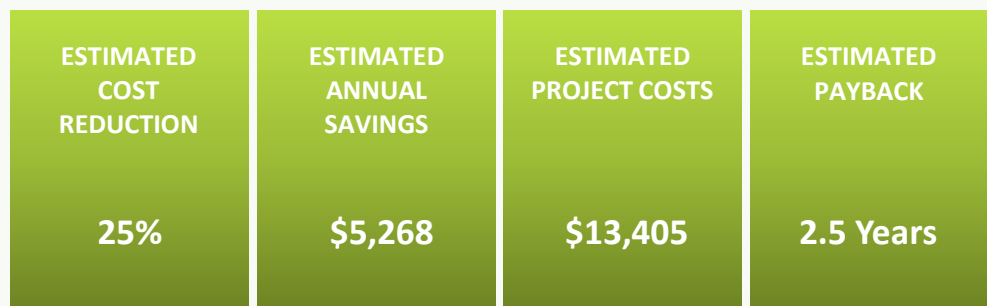 ESTIMATED
COST
REDUCTION
25%
ESTIMATED
ANNUAL
SAVINGS
$5,268
ESTIMATED
PROJECT COSTS
$13,405
ESTIMATED
PAYBACK
2.5 Years